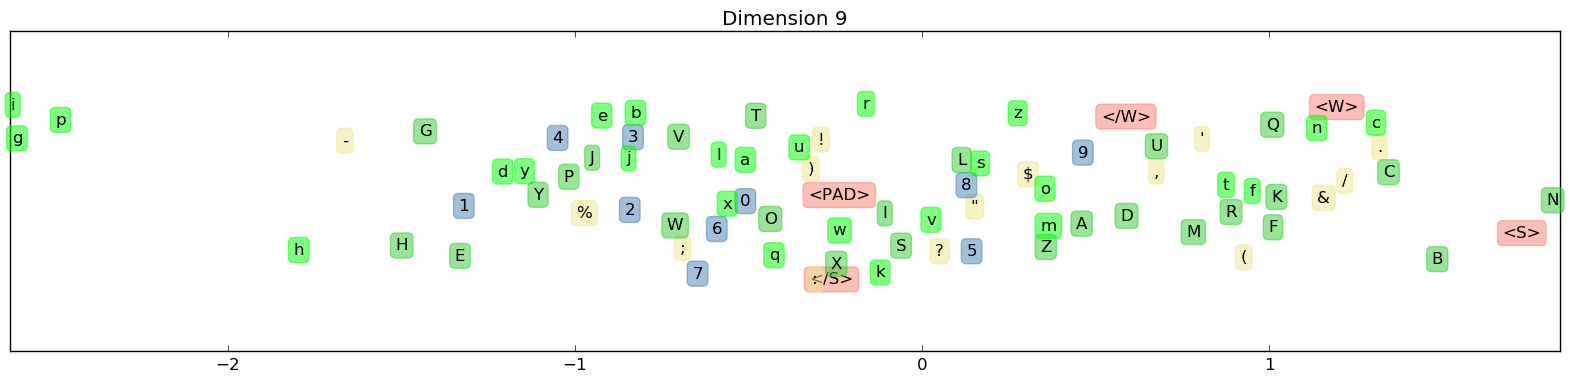 Dimension 9
i
g
p
-
G
h
H
1
E
d
y
Y
4
P
%
J
e
b
3
j
2
V
W
;
7
l
6
x
a
0
T
O
q
u
!
)
<PAD>
w
X
:
</S>
r
I
k
S
v
?
L
8
s
"
5
z
$
o
m
Z
9
A
</W>
D
U
,
'
M
t
R
f
(
Q
K
F
<W>
n
&
/
c
.
C
B
<S>
N
−2
−1
0
1